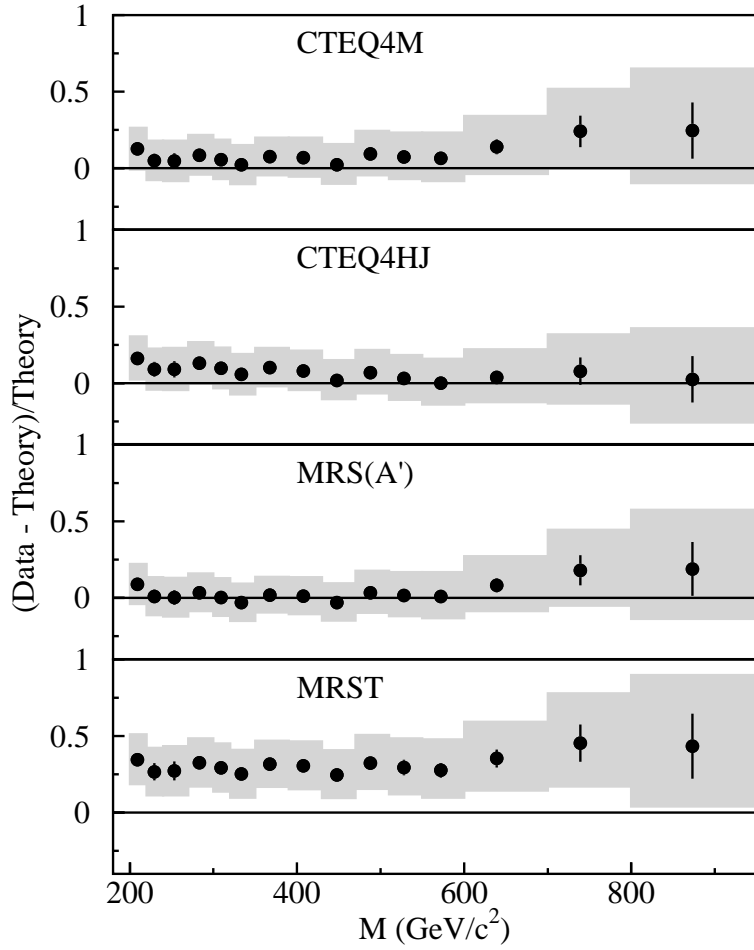 (Data - Theory)/Theory
1
CTEQ4M
0.5
0
1
CTEQ4HJ
0.5
0
1
MRS(A')
0.5
0
1
MRST
0.5
0
200 400 600 800
M (GeV/c²)